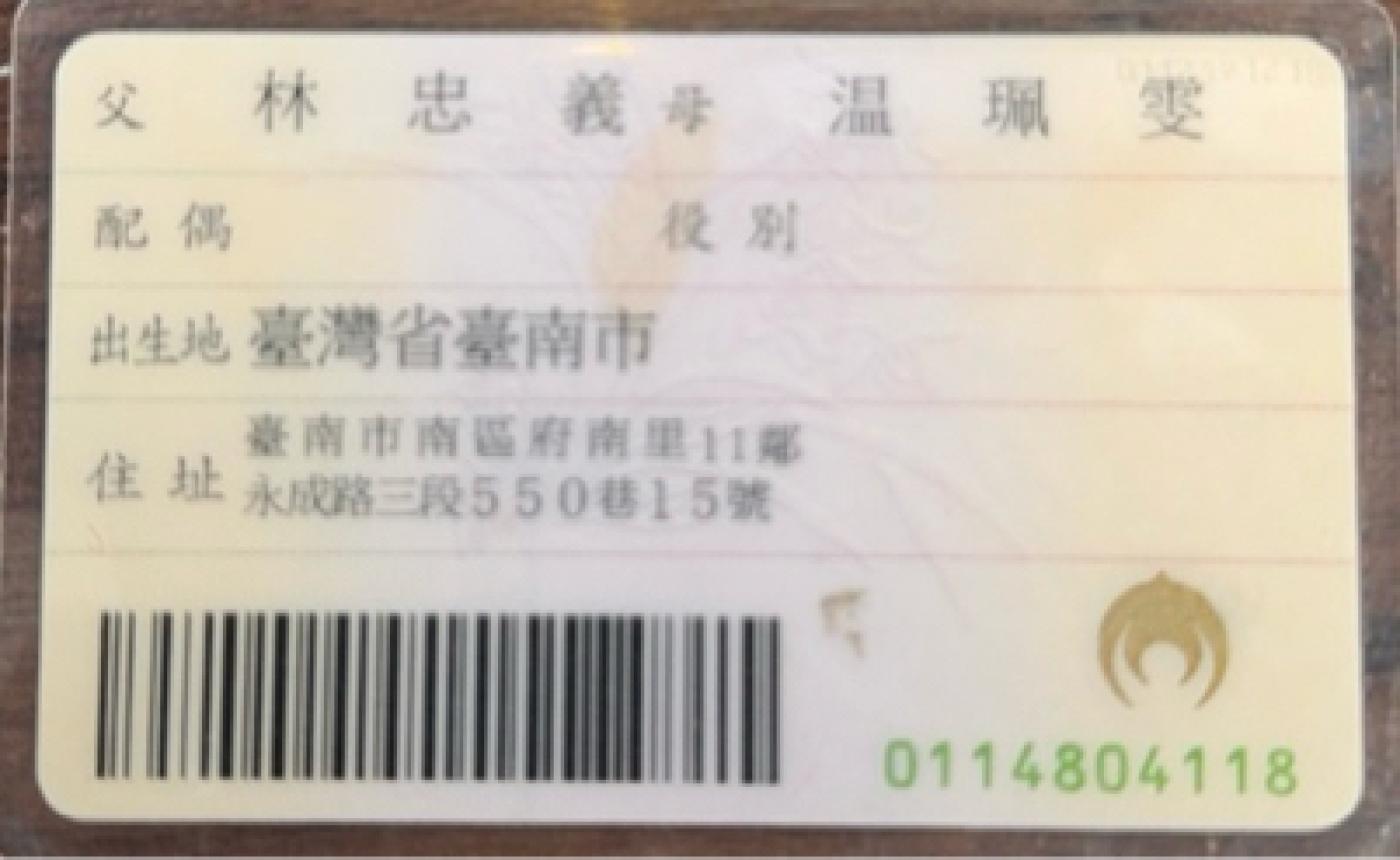 父 林忠義 母 温珮雯
配偶 役別
出生地 臺灣省臺南市
住址 臺南市南區府南里11鄰
永成路三段550巷15號
0114804118